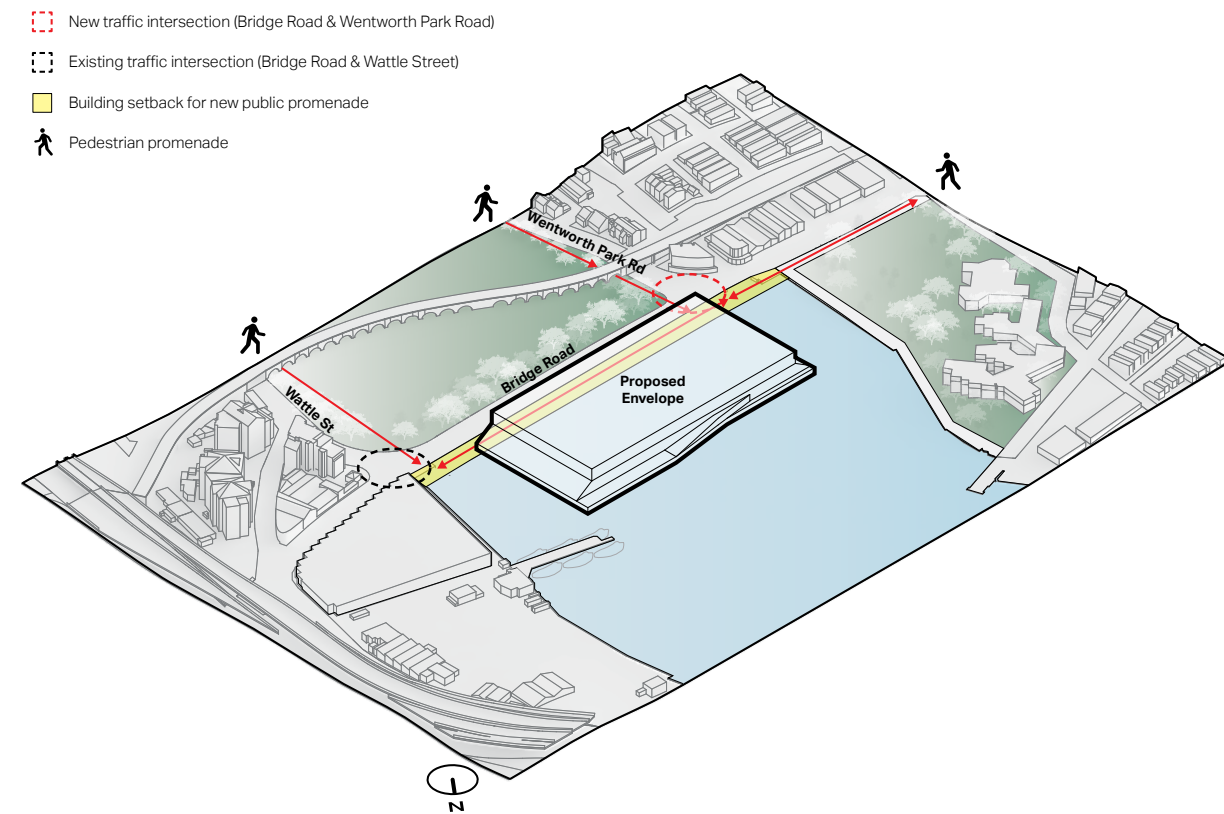 New traffic intersection (Bridge Road & Wentworth Park Road)
Existing traffic intersection (Bridge Road & Wattle Street)
Building setback for new public promenade
Pedestrian promenade
Wentworth Park Rd
Bridge Road
Proposed
Envelope
Wattle St
N